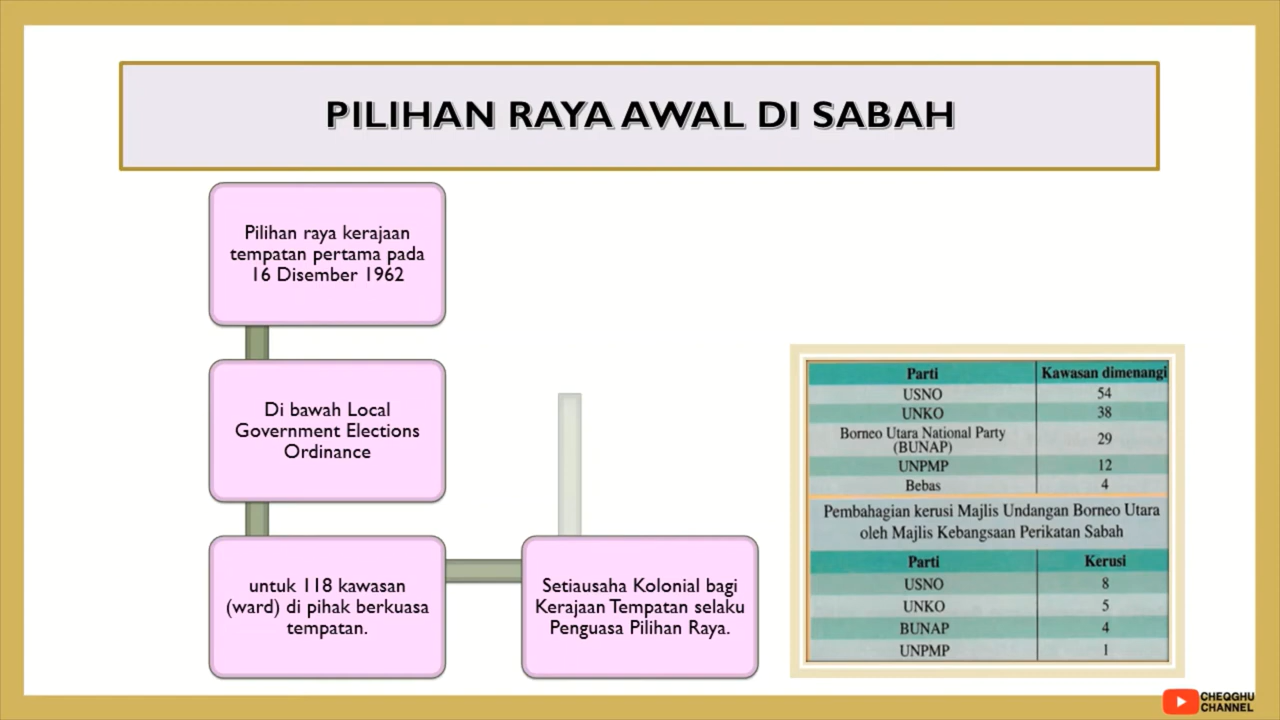 PILIHAN RAYA AWAL DI SABAH
Pilihan raya kerajaan
tempatan pertama pada
16 Disember 1962
Di bawah Local
Government Elections
Ordinance
untuk 118 kawasan
(ward) di pihak berkuasa
tempatan.
Setiausaha Kolonial bagi
Kerajaan Tempatan selaku
Penguasa Pilihan Raya.
Parti Kawasan dimenangi
USNO 54
UNKO 38
Borneo Utara National Party
(BUNAP) 29
UNPMP 12
Bebas 4
Pembahagian kerusi Majlis Undangan Borneo Utara
oleh Majlis Kebangsaan Perikatan Sabah
Parti Kerusi
USNO 8
UNKO 5
BUNAP 4
UNPMP 1
CHEQGHU
CHANNEL